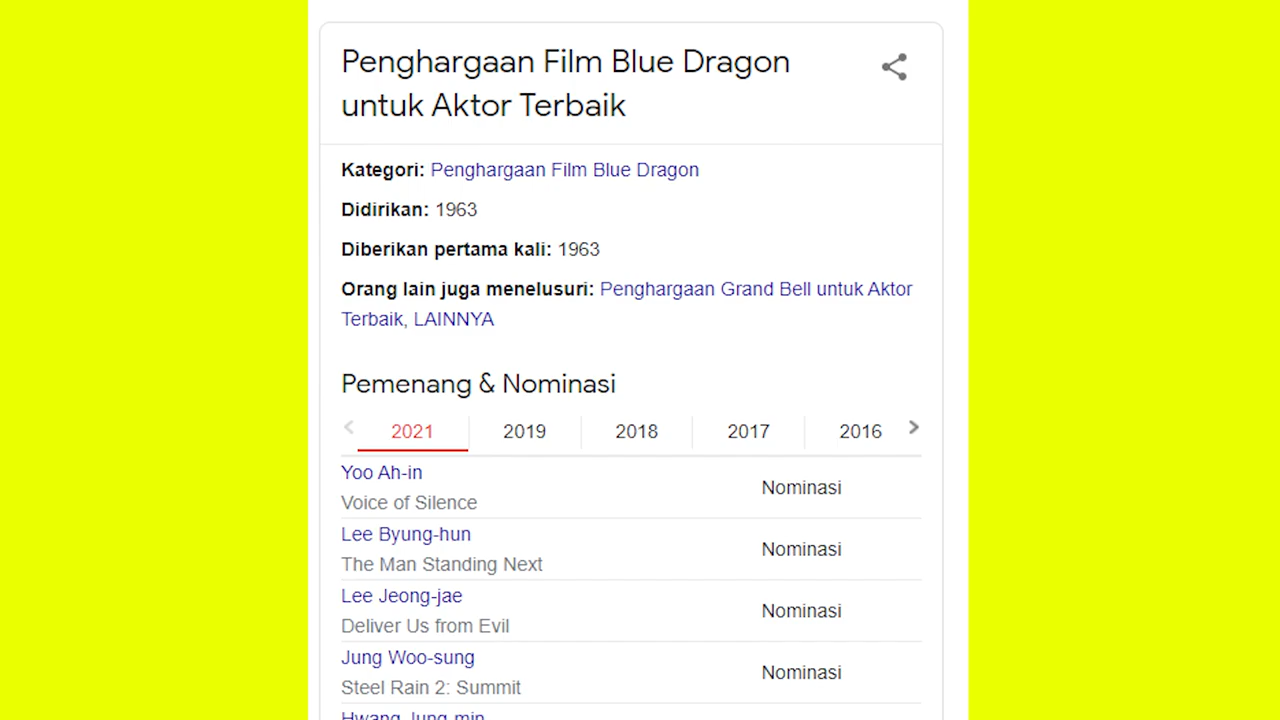 Penghargaan Film Blue Dragon
untuk Aktor Terbaik
Kategori: Penghargaan Film Blue Dragon
Didirikan: 1963
Diberikan pertama kali: 1963
Orang lain juga menelusuri: Penghargaan Grand Bell untuk Aktor
Terbaik, LAINNYA
Pemenang & Nominasi
2021 2019 2018 2017 2016
Yoo Ah-in
Voice of Silence
Nominasi
Lee Byung-hun
The Man Standing Next
Nominasi
Lee Jeong-jae
Deliver Us from Evil
Nominasi
Jung Woo-sung
Steel Rain 2: Summit
Nominasi
Hwang Jung-min